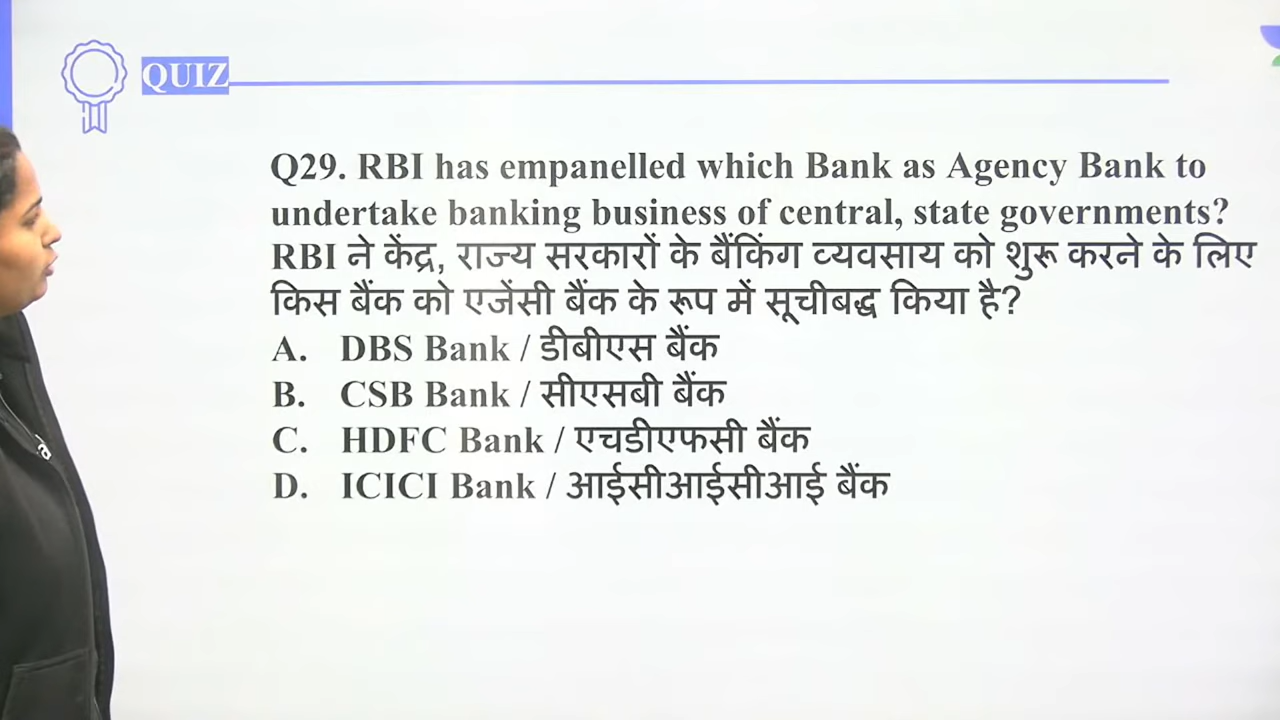 QUIZ
Q29. RBI has empanelled which Bank as Agency Bank to
undertake banking business of central, state governments?
RBI ने केंद्र, राज्य सरकारों के बैंकिंग व्यवसाय को शुरू करने के लिए
किस बैंक को एजेंसी बैंक के रूप में सूचीबद्ध किया है?
A. DBS Bank / डीबीएस बैंक
B. CSB Bank / सीएसबी बैंक
C. HDFC Bank / एचडीएफसी बैंक
D. ICICI Bank / आईसीआईसीआई बैंक